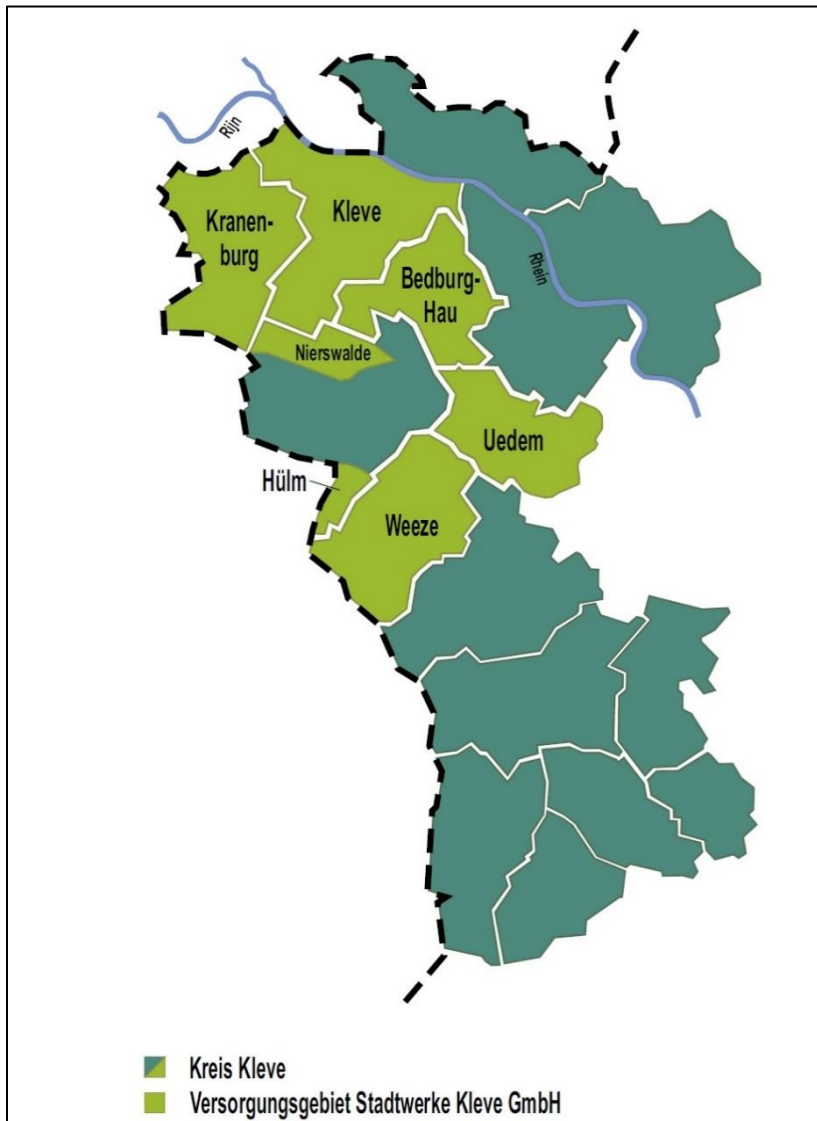 Rijn
Kranen-
burg
Kleve
Bedburg-
Hau
Rhein
Nierswalde
Uedem
Hülm
Weeze
Kreis Kleve
Versorgungsgebiet Stadtwerke Kleve GmbH